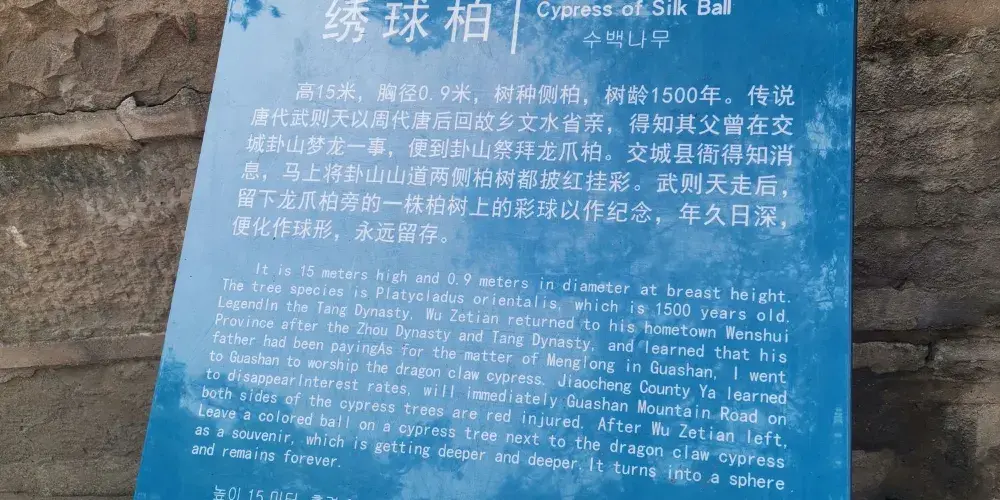 绣球柏
Cypress of Silk Ball
수백나무
高15米，胸径0.9米，树种侧柏，树龄1500年。传说
唐代武则天以周代唐后回故乡文水省亲，得知其父曾在交
城卦山梦龙一事，便到卦山祭拜龙爪柏。交城县衙得知消
息，马上将卦山山道两侧柏树都披红挂彩。武则天走后，
留下龙爪柏旁的一株柏树上的彩球以作纪念，年久日深，
便化作球形，永远留存。
It is 15 meters high and 0.9 meters in diameter at breast height.
The tree species is Platycladus orientalis, which is 1500 years old.
LegendIn the Tang Dynasty, Wu Zetian returned to his hometown Wenshui
Province after the Zhou Dynasty and Tang Dynasty, and learned that his
father had been payingAs for the matter of Menglong in Guashan, I went
to Guashan to worship the dragon claw cypress. Jiaocheng County Ya learned
to disappearInterest rates, will immediately Guashan Mountain Road on
both sides of the cypress trees are red injured. After Wu Zetian left,
Leave a colored ball on a cypress tree next to the dragon claw cypress
as a souvenir, which is getting deeper and deeper.It turns into a sphere
and remains forever.
높이 15 미터